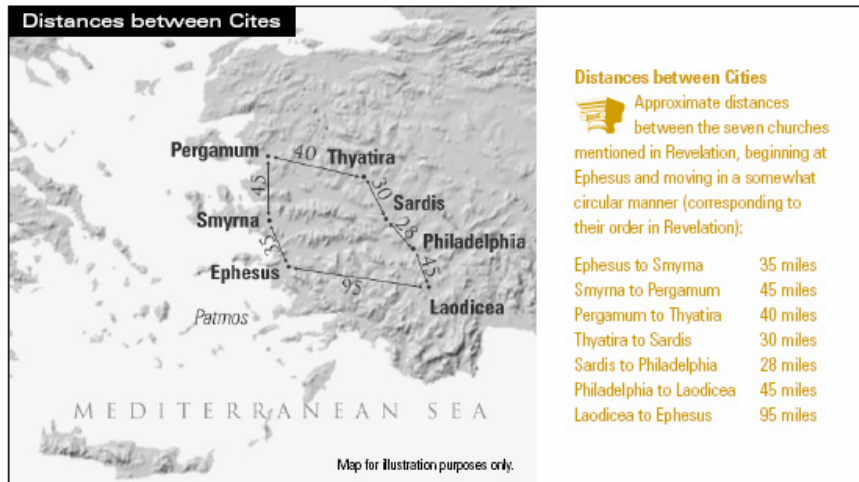 Distances between Cites
Pergamum
40
Thyatira
45
30
Sardis
Smyrna
28
Philadelphia
35
Ephesus
45
95
Laodicea
Patmos
MEDITERRANEAN SEA
Map for illustration purposes only.
Distances between Cities
Approximate distances
between the seven churches
mentioned in Revelation, beginning at
Ephesus and moving in a somewhat
circular manner (corresponding to
their order in Revelation):
Ephesus to Smyrna 35 miles
Smyrna to Pergamum 45 miles
Pergamum to Thyatira 40 miles
Thyatira to Sardis 30 miles
Sardis to Philadelphia 28 miles
Philadelphia to Laodicea 45 miles
Laodicea to Ephesus 95 miles